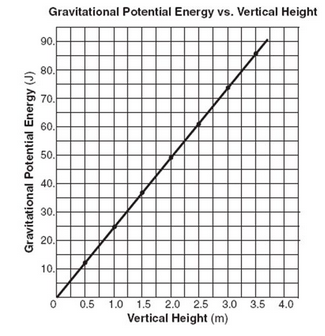 Gravitational Potential Energy vs. Vertical Height
Gravitational Potential Energy (J)
90.
80.
70.
60.
50.
40.
30.
20.
10.
0 0.5 1.0 1.5 2.0 2.5 3.0 3.5 4.0
Vertical Height (m)